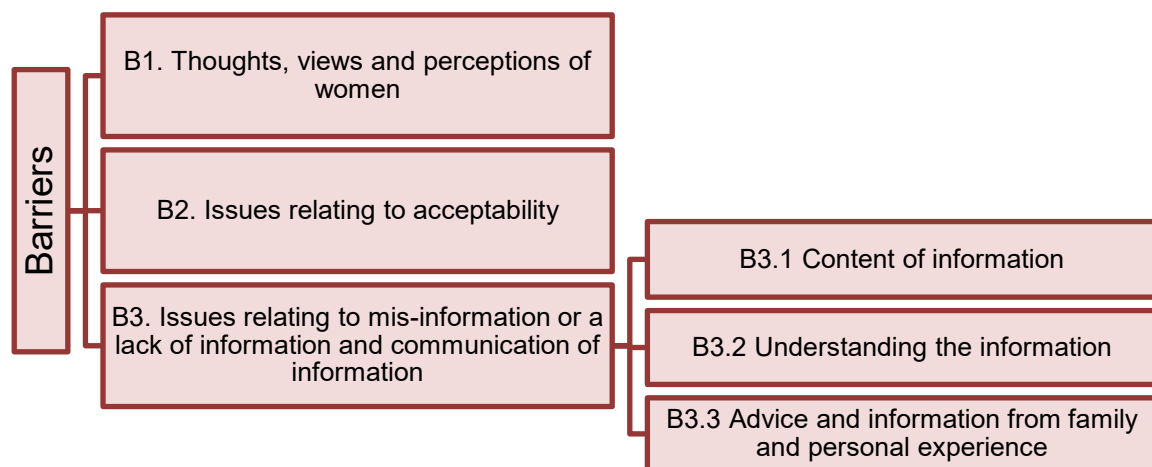 Barriers
B1. Thoughts, views and perceptions of
women
B2. Issues relating to acceptability
B3. Issues relating to mis-information or a
lack of information and communication of
information
B3.1 Content of information
B3.2 Understanding the information
B3.3 Advice and information from family
and personal experience